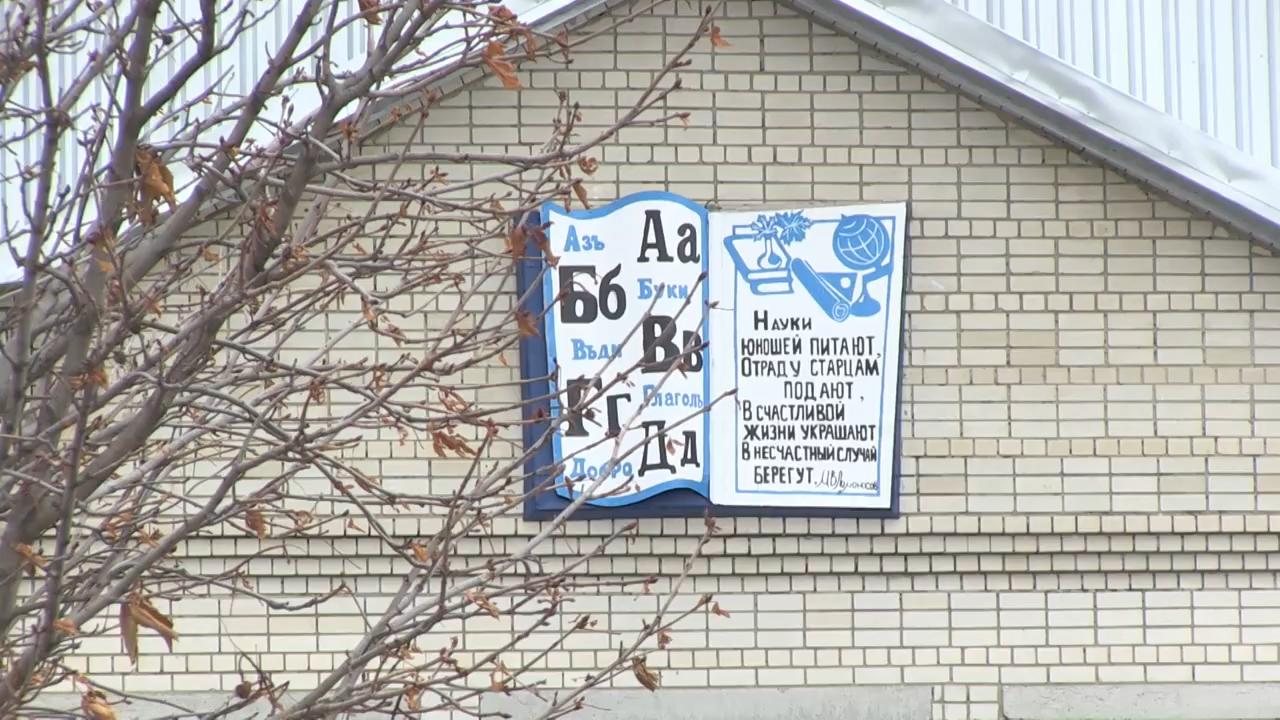 Азъ Аа
Бб Буки
Въди Вв
Гг Глаголь
Добро Дд
Науки
юношей питают,
Отраду старцам
подают,
В счастливой
жизни украшают
В несчастный случай
берегут. М.В.Ломоносов